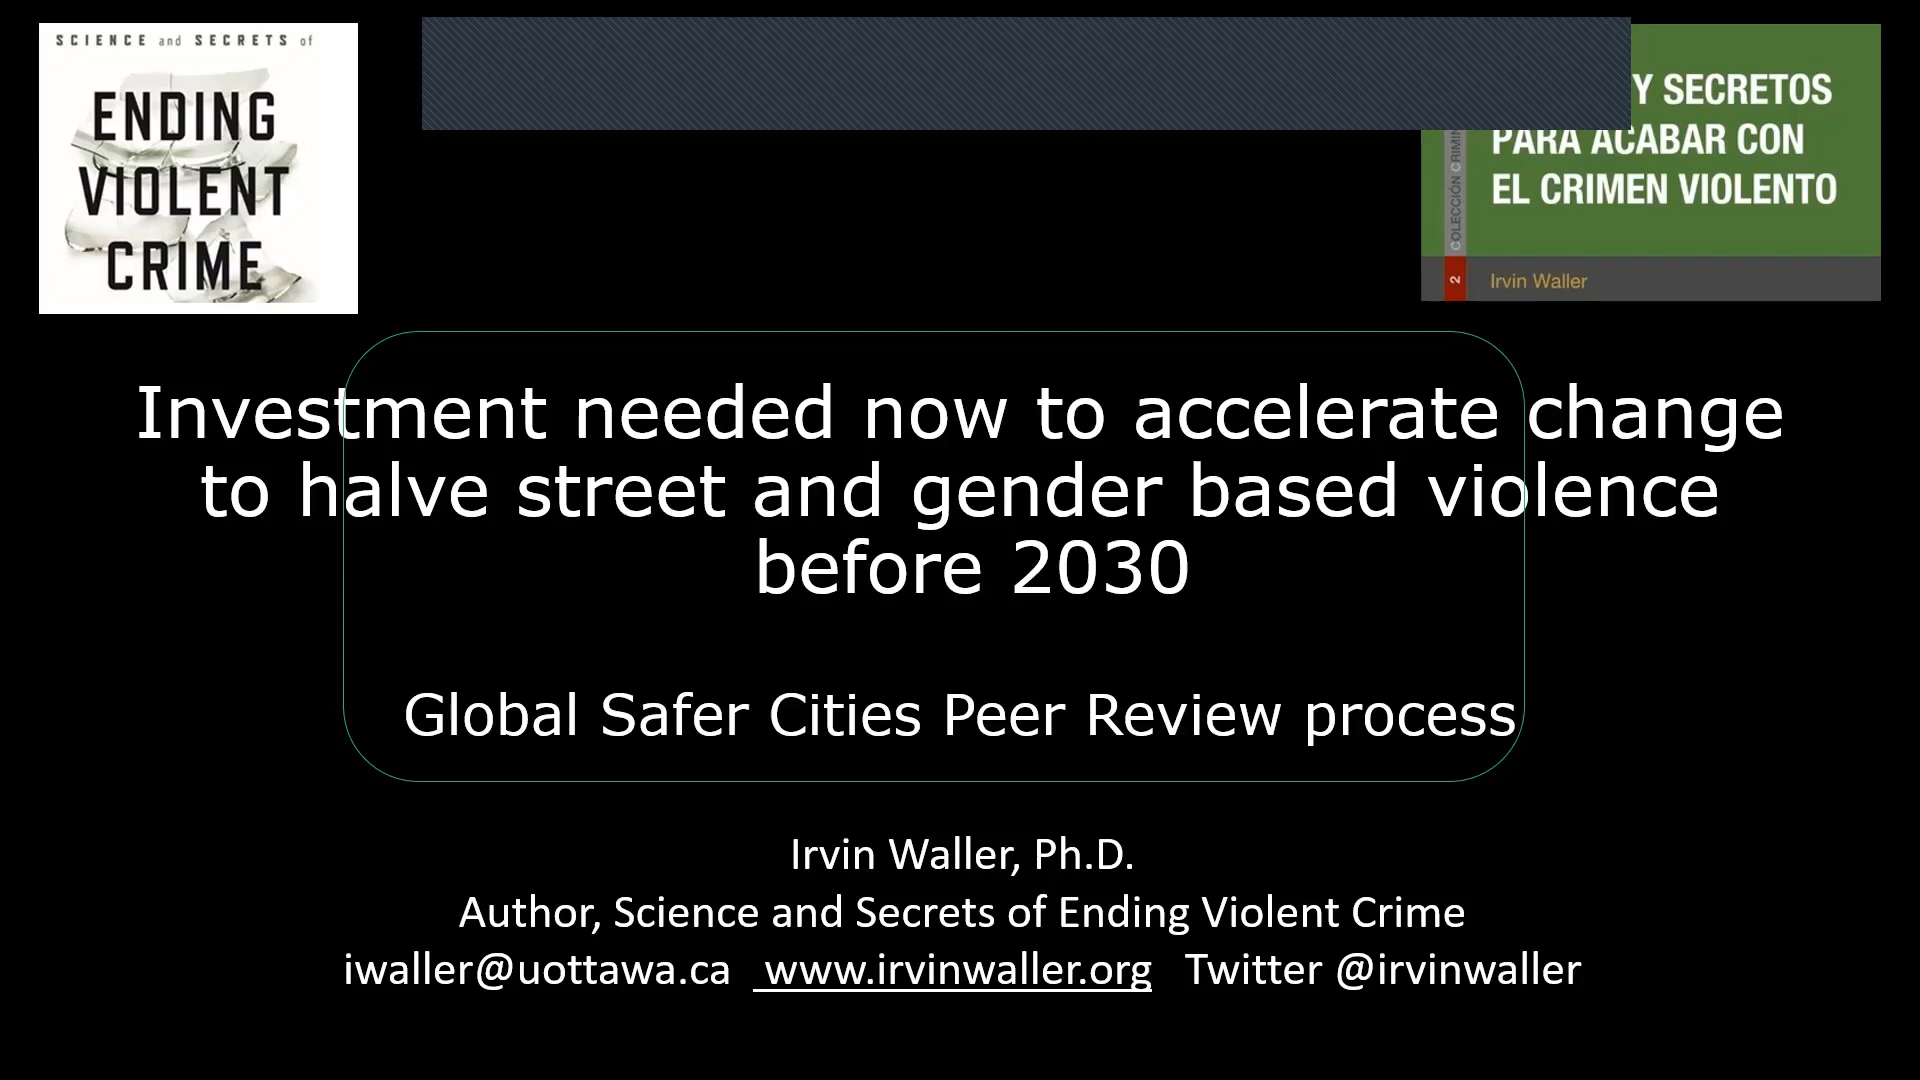 SCIENCE and SECRETS of
ENDING
VIOLENT
CRIME
Y SECRETOS
PARA ACABAR CON
EL CRIMEN VIOLENTO
COLECCIÓN
2
Irvin Waller
Investment needed now to accelerate change
to halve street and gender based violence
before 2030
Global Safer Cities Peer Review process
Irvin Waller, Ph.D.
Author, Science and Secrets of Ending Violent Crime
iwaller@uottawa.ca www.irvinwaller.org Twitter @irvinwaller